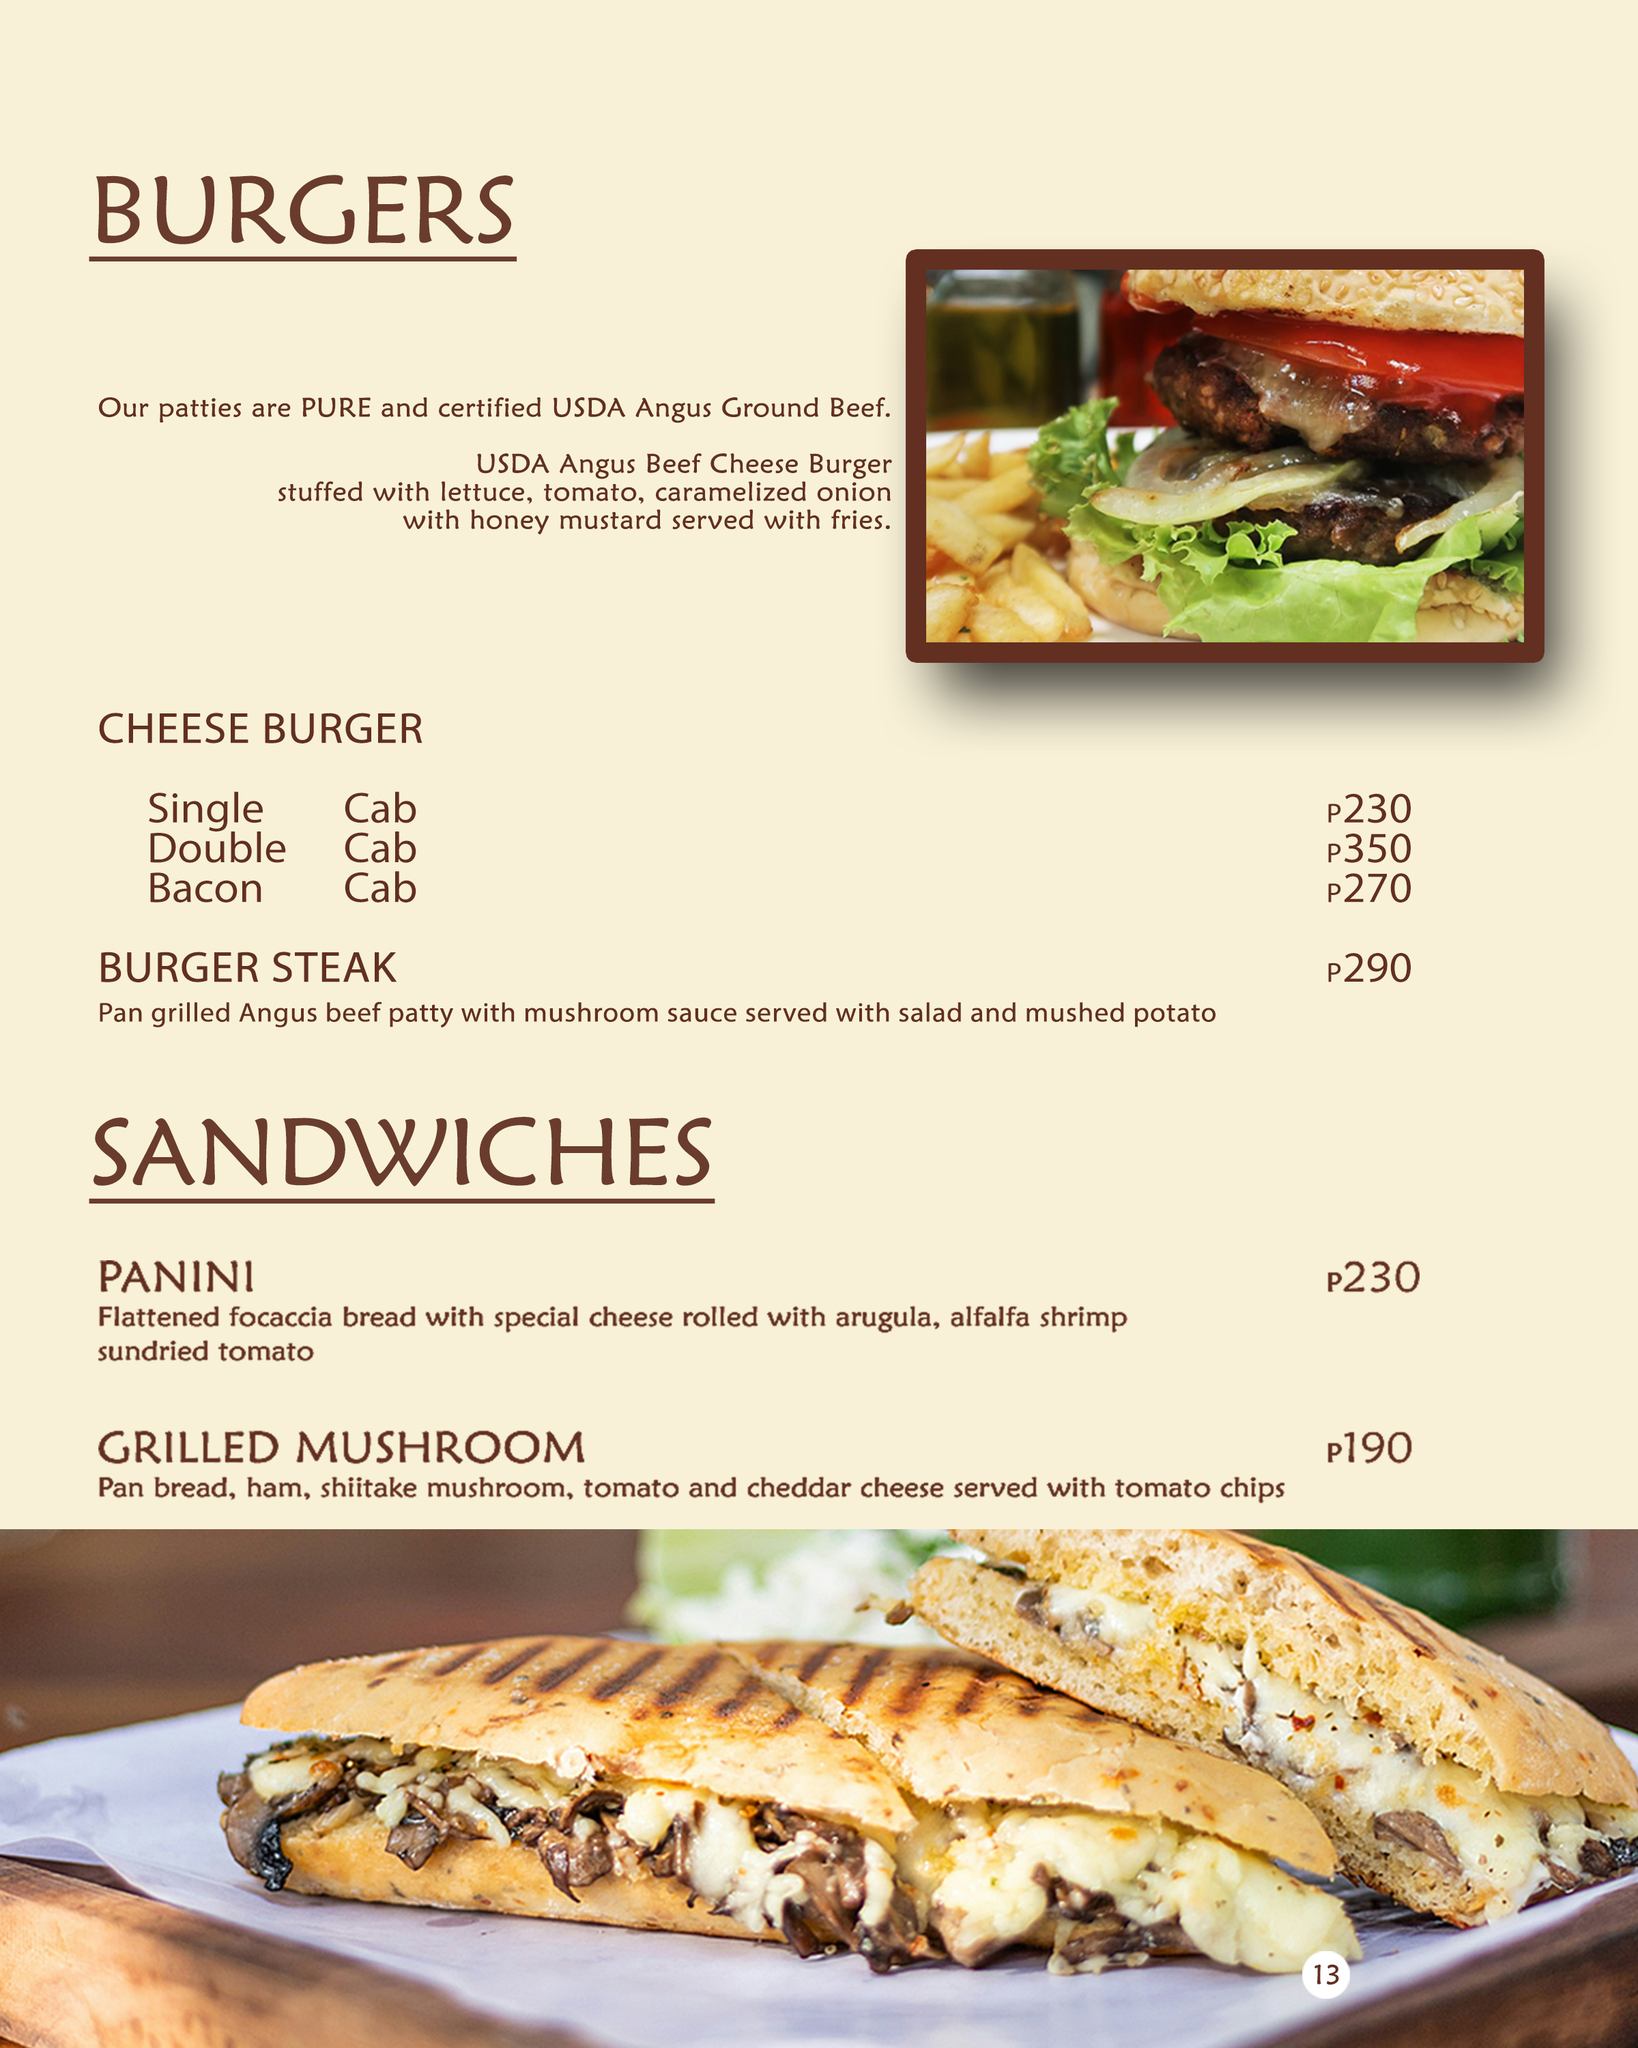 BURGERS
Our patties are PURE and certified USDA Angus Ground Beef.
USDA Angus Beef Cheese Burger
stuffed with lettuce, tomato, caramelized onion
with honey mustard served with fries.
CHEESE BURGER
Single Cab P230
Double Cab P350
Bacon Cab P270
BURGER STEAK P290
Pan grilled Angus beef patty with mushroom sauce served with salad and mushed potato
SANDWICHES
PANINI P230
Flattened focaccia bread with special cheese rolled with arugula, alfalfa shrimp
sundried tomato
GRILLED MUSHROOM P190
Pan bread, ham, shiitake mushroom, tomato and cheddar cheese served with tomato chips
13